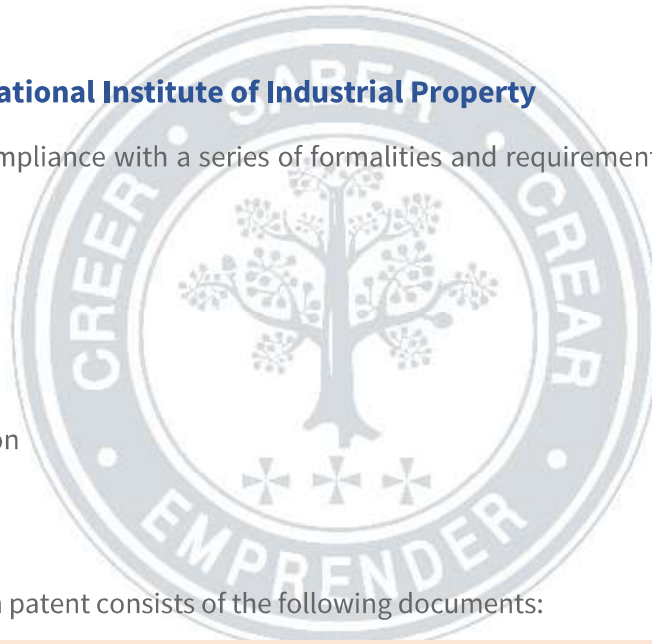 ational Institute of Industrial Property
SABER
mpliance with a series of formalities and requirement
CREER
CREAR
on
EMPRENDER
patent consists of the following documents: